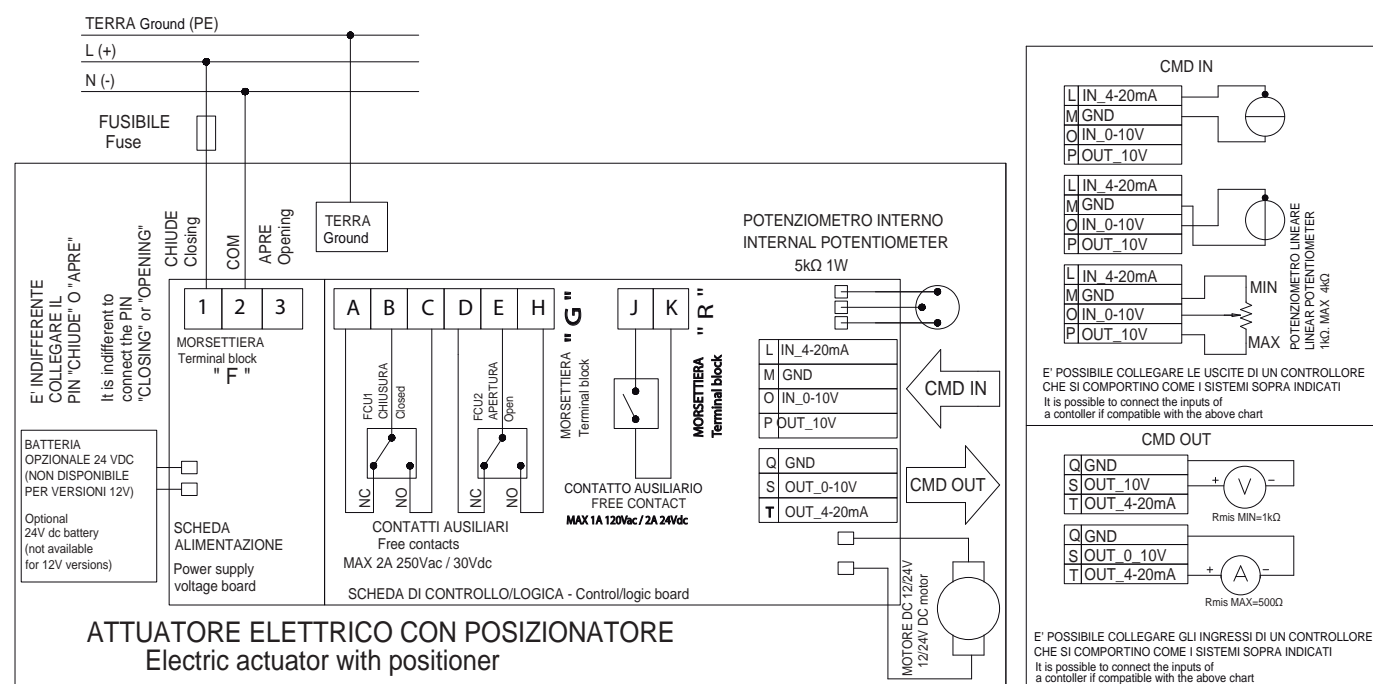 TERRA Ground (PE)
L (+)
N (-)
FUSIBILE
Fuse
E' INDIFFERENTE
COLLEGARE IL
PIN "CHIUDE" O "APRE"
It is indifferent to
connect the PIN
"CLOSING" or "OPENING"
CHIUDE
Closing
COM
APRE
Opening
TERRA
Ground
1 2 3
MORSETTIERA
Terminal block
" F "
A B C D E H
MORSETTIERA "G"
Terminal block
J K
MORSETTIERA " R "
Terminal block
FCU1
CHIUSURA
Closed
FCU2
APERTURA
Open
NC NO NC NO
CONTATTI AUSILIARI
Free contacts
MAX 2A 250Vac / 30Vdc
CONTATTO AUSILIARIO
FREE CONTACT
MAX 1A 120Vac / 2A 24Vdc
BATTERIA
OPZIONALE 24 VDC
(NON DISPONIBILE
PER VERSIONI 12V)
Optional
24V dc battery
(not available
for 12V versions)
SCHEDA
ALIMENTAZIONE
Power supply
voltage board
SCHEDA DI CONTROLLO/LOGICA - Control/logic board
POTENZIOMETRO INTERNO
INTERNAL POTENTIOMETER
5kΩ 1W
L IN_4-20mA
M GND
O IN_0-10V
P OUT_10V
CMD IN
Q GND
S OUT_0-10V
T OUT_4-20mA
CMD OUT
MOTORE DC 12/24V
12/24V DC motor
ATTUATORE ELETTRICO CON POSIZIONATORE
Electric actuator with positioner
CMD IN
L IN_4-20mA
M GND
O IN_0-10V
P OUT_10V
L IN_4-20mA
M GND
O IN_0-10V
P OUT_10V
L IN_4-20mA
M GND
O IN_0-10V
P OUT_10V
MIN
MAX
POTENZIOMETRO LINEARE
LINEAR POTENTIOMETER
1kΩ. MAX 4kΩ
E' POSSIBILE COLLEGARE LE USCITE DI UN CONTROLLORE
CHE SI COMPORTINO COME I SISTEMI SOPRA INDICATI
It is possible to connect the inputs of
a contoller if compatible with the above chart
CMD OUT
Q GND
S OUT_10V
T OUT_4-20mA
+ V -
Rmis MIN=1kΩ
Q GND
S OUT_0_10V
T OUT_4-20mA
+ A -
Rmis MAX=500Ω
E' POSSIBILE COLLEGARE GLI INGRESSI DI UN CONTROLLORE
CHE SI COMPORTINO COME I SISTEMI SOPRA INDICATI
It is possible to connect the inputs of
a contoller if compatible with the above chart